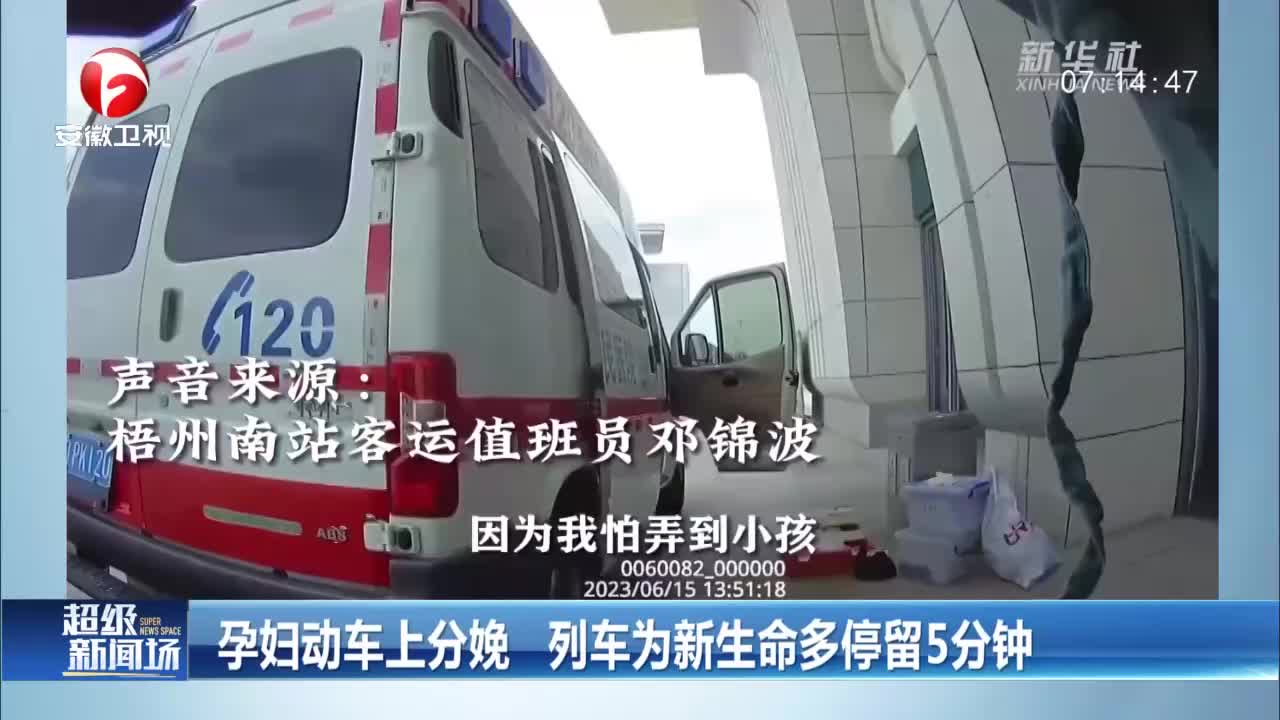 安徽卫视
新华社
XINHUA NEWS
07:14:47
120
声音来源：
梧州南站客运值班员邓锦波
ABS
因为我怕弄到小孩
0060082_000000
2023/06/15 13:51:18
超级新闻场
SUPER
NEWS SPACE
孕妇动车上分娩 列车为新生命多停留5分钟